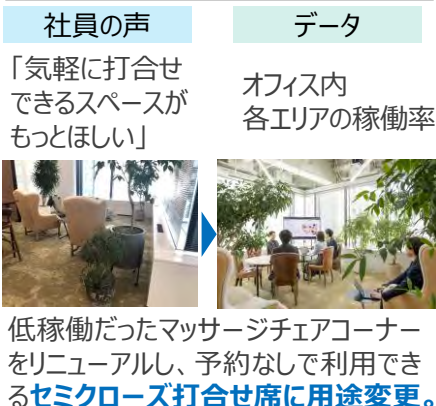 社員の声
データ
「気軽に打合せ
できるスペースが
もっとほしい」
オフィス内
各エリアの稼働率
低稼働だったマッサージチェアコーナー
をリニューアルし、予約なしで利用でき
るセミクローズ打合せ席に用途変更。